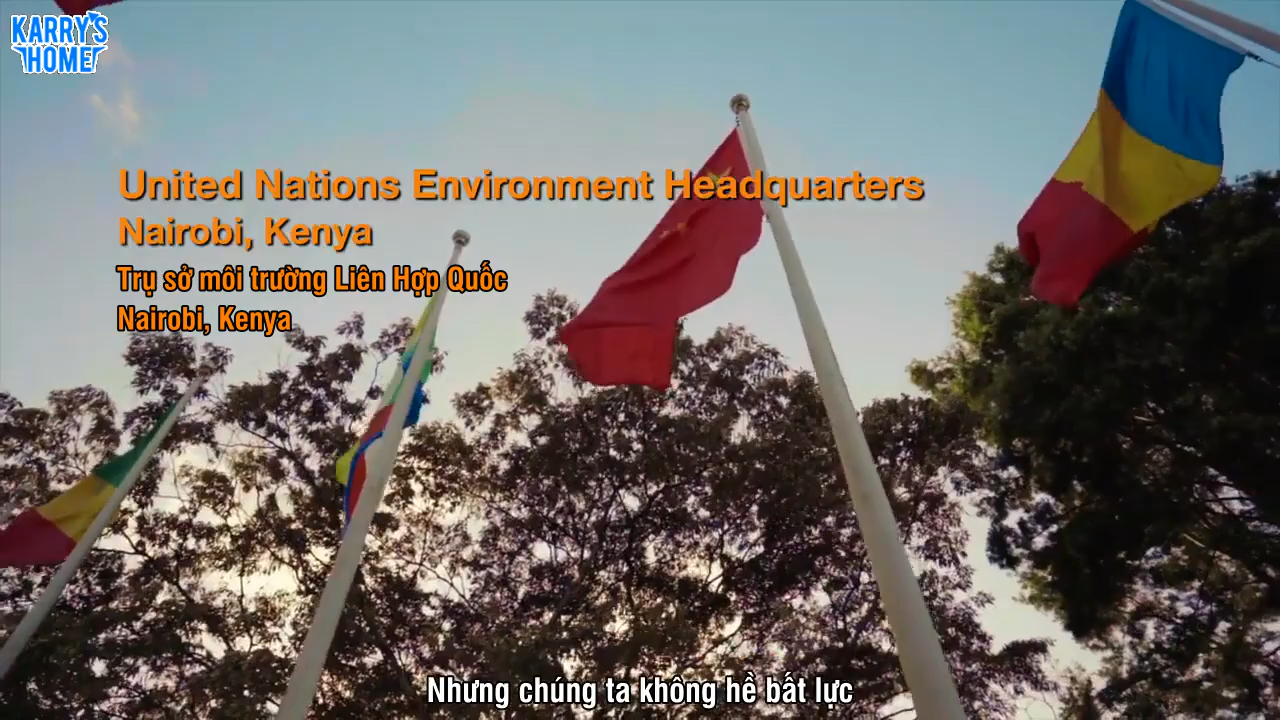 KARRY'S
HOME
United Nations Environment Headquarters
Nairobi, Kenya
Trụ sở môi trường Liên Hợp Quốc
Nairobi, Kenya
Nhưng chúng ta không hề bất lực